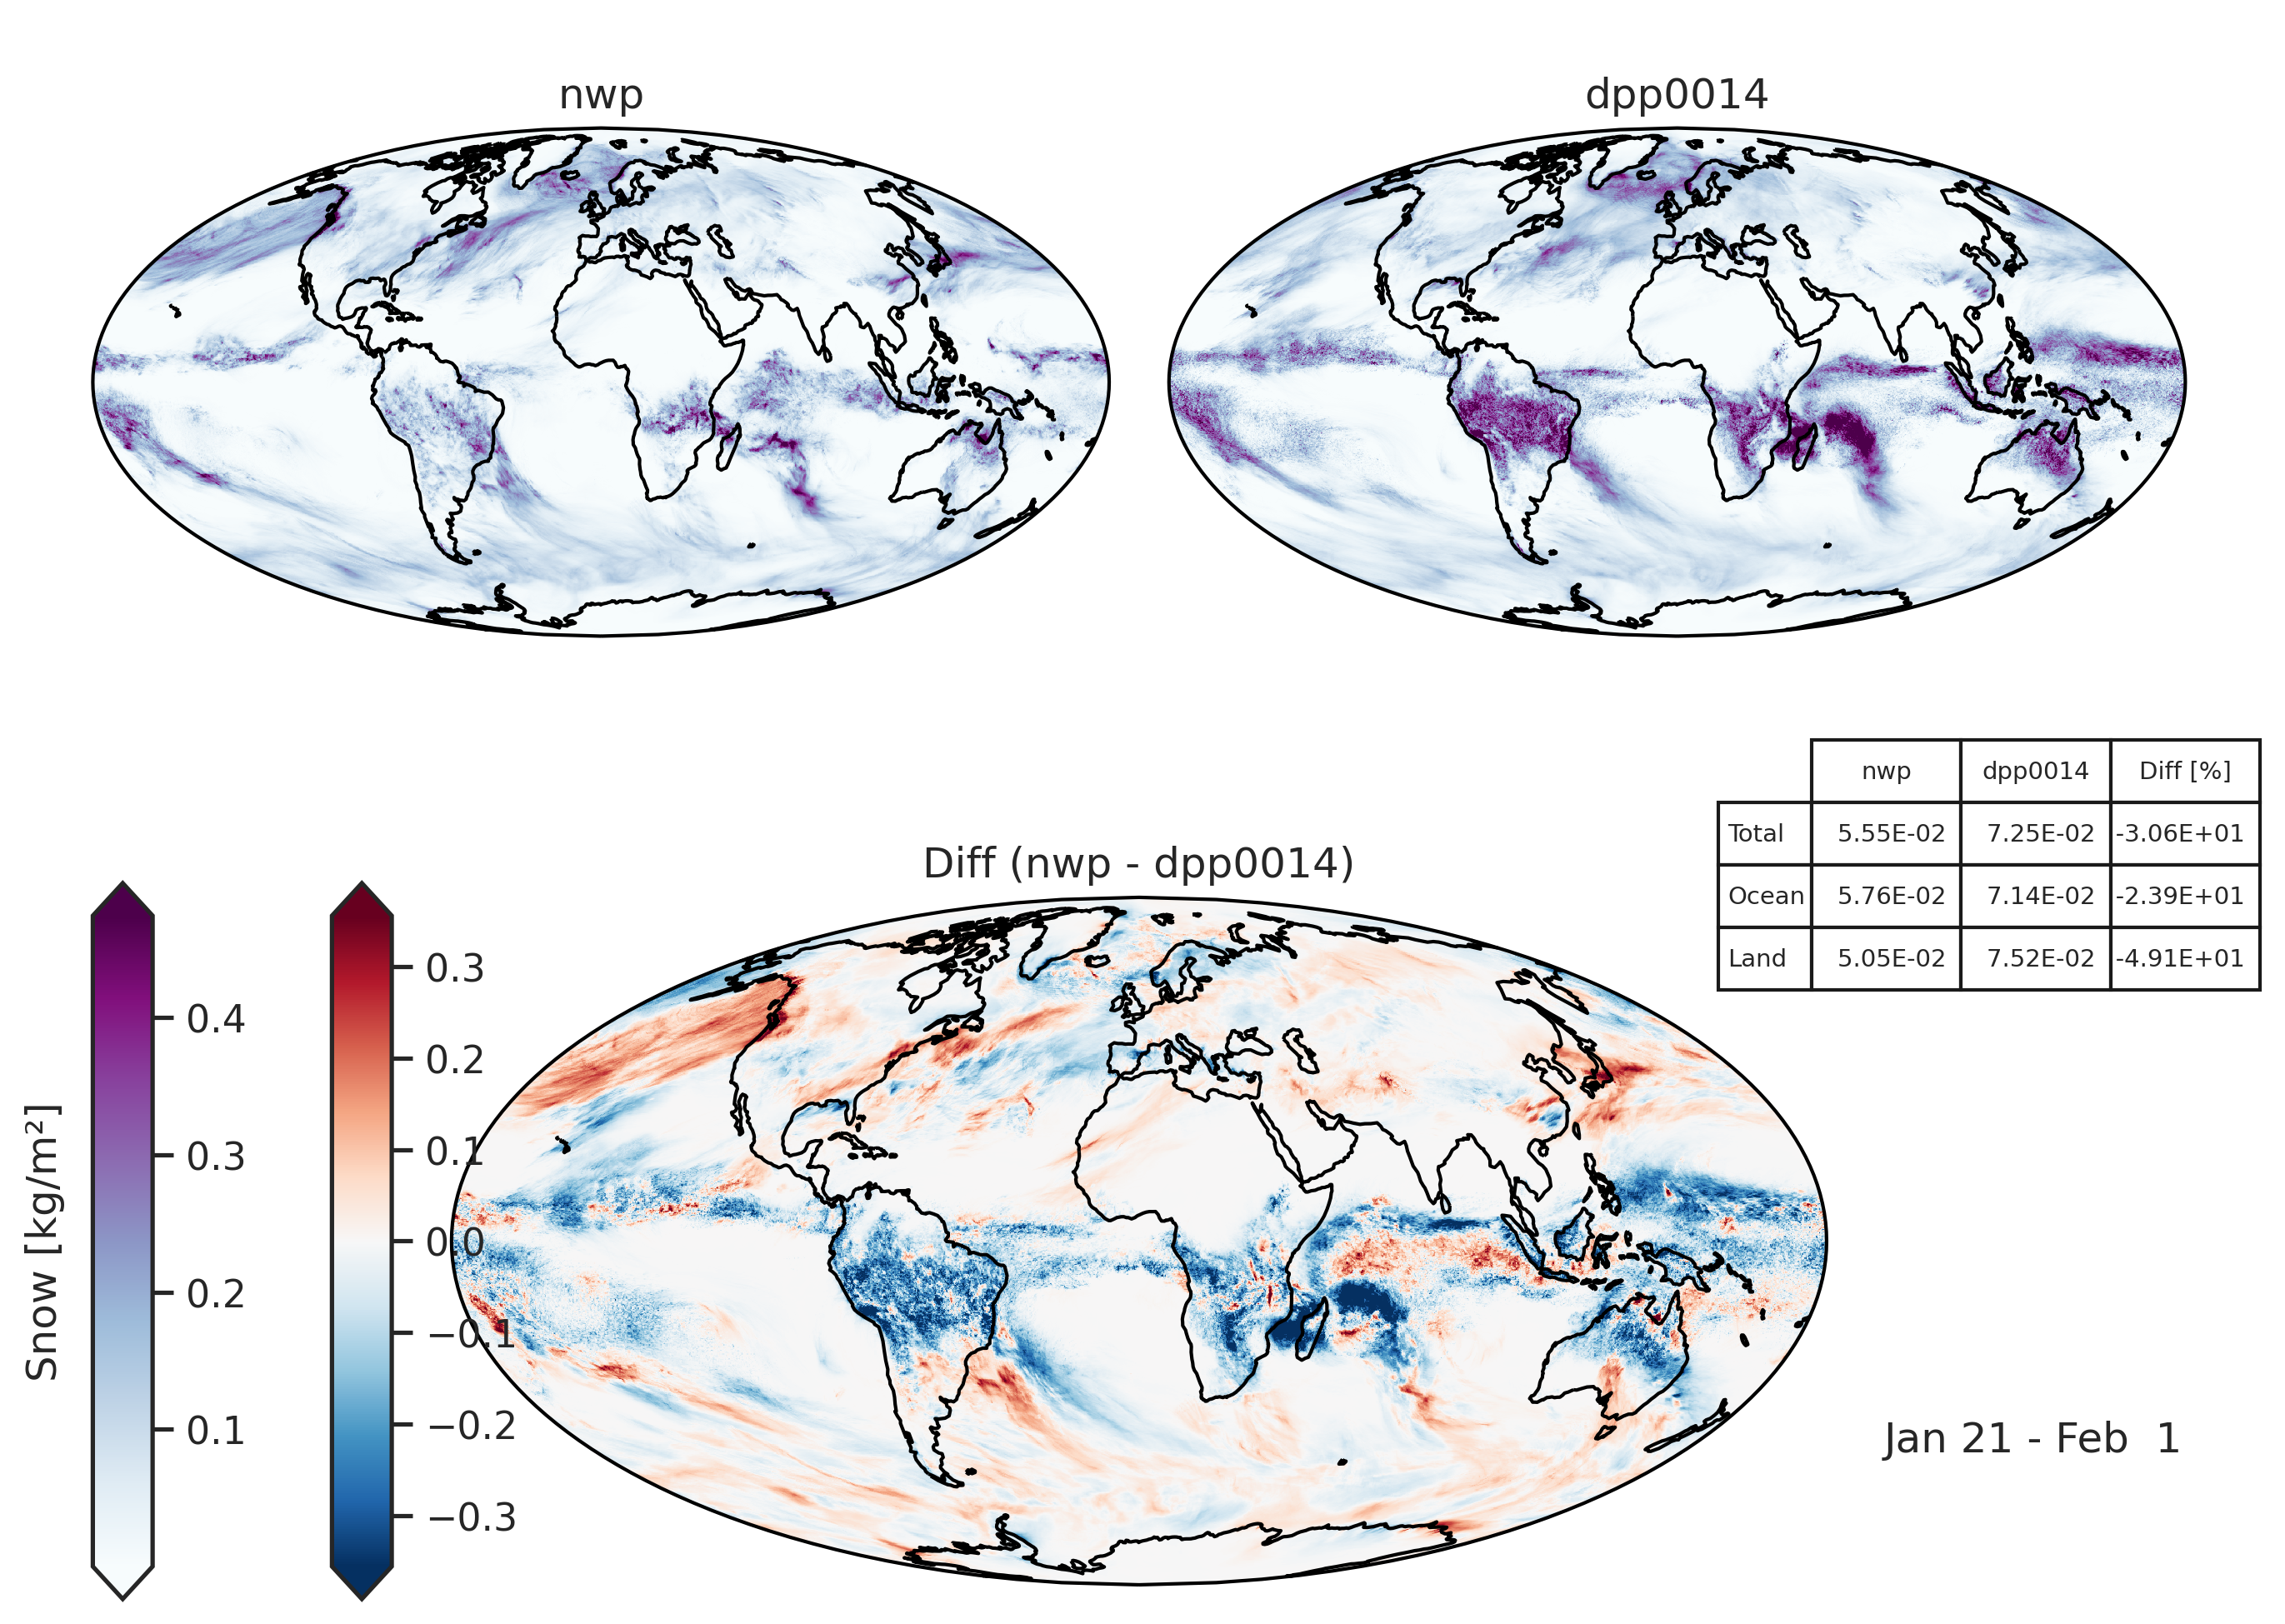 nwp
dpp0014
nwp dpp0014 Diff [%]
Total 5.55E-02 7.25E-02 -3.06E+01
Ocean 5.76E-02 7.14E-02 -2.39E+01
Land 5.05E-02 7.52E-02 -4.91E+01
Diff (nwp - dpp0014)
Snow [kg/m²]
0.4
0.3
0.2
0.1
0.3
0.2
0.1
0.0
−0.1
−0.2
−0.3
Jan 21 - Feb  1